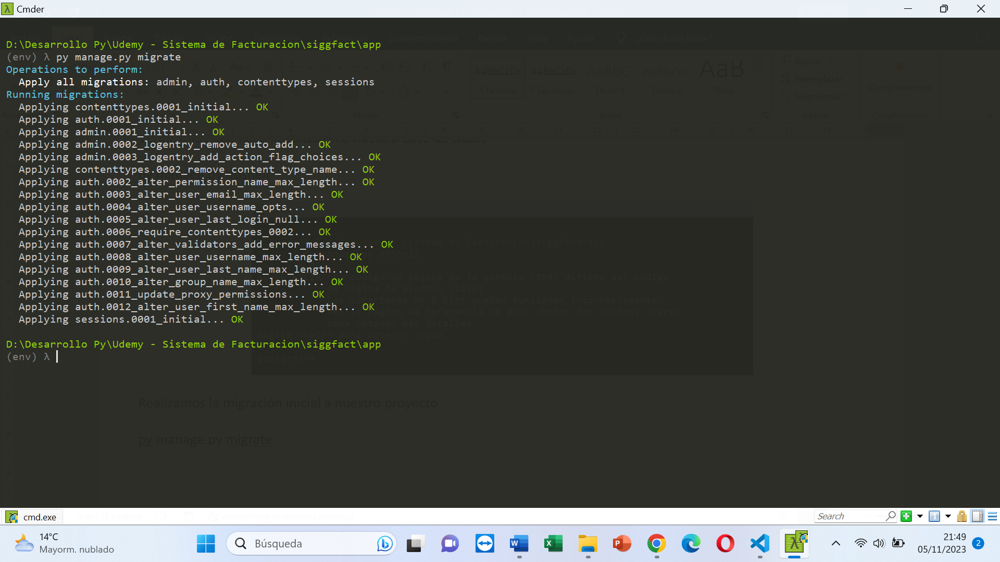 Cmder
D:\Desarrollo Py\Udemy - Sistema de Facturacion\siggfact\app
(env) λ py manage.py migrate
Operations to perform:
  Apply all migrations: admin, auth, contenttypes, sessions
Running migrations:
  Applying contenttypes.0001_initial... OK
  Applying auth.0001_initial... OK
  Applying admin.0001_initial... OK
  Applying admin.0002_logentry_remove_auto_add... OK
  Applying admin.0003_logentry_add_action_flag_choices... OK
  Applying contenttypes.0002_remove_content_type_name... OK
  Applying auth.0002_alter_permission_name_max_length... OK
  Applying auth.0003_alter_user_email_max_length... OK
  Applying auth.0004_alter_user_username_opts... OK
  Applying auth.0005_alter_user_last_login_null... OK
  Applying auth.0006_require_contenttypes_0002... OK
  Applying auth.0007_alter_validators_add_error_messages... OK
  Applying auth.0008_alter_user_username_max_length... OK
  Applying auth.0009_alter_user_last_name_max_length... OK
  Applying auth.0010_alter_group_name_max_length... OK
  Applying auth.0011_update_proxy_permissions... OK
  Applying auth.0012_alter_user_first_name_max_length... OK
  Applying sessions.0001_initial... OK
D:\Desarrollo Py\Udemy - Sistema de Facturacion\siggfact\app
(env) λ
Realizamos la migración inicial a nuestro proyecto
py manage.py migrate
cmd.exe
Search
14°C
Mayorm. nublado
Búsqueda
21:49
05/11/2023
2